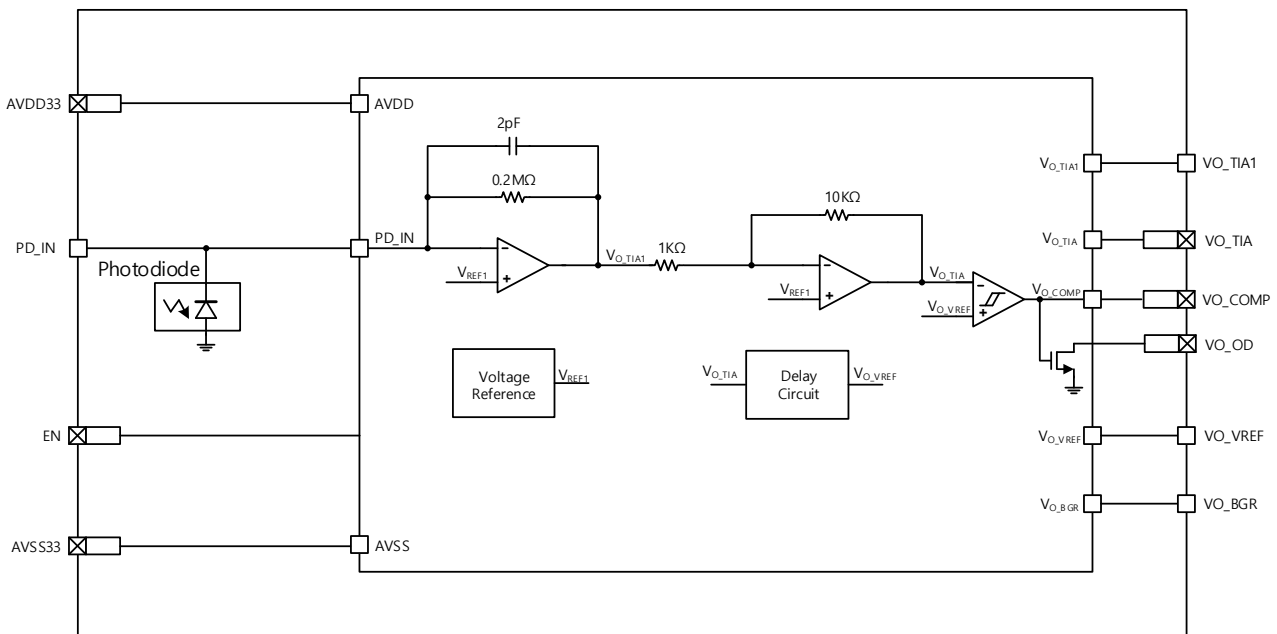 AVDD33
AVDD
2pF
0.2MΩ
10KΩ
VO_TIA1
VO_TIA1
PD_IN
PD_IN
VO_TIA
VO_TIA
Photodiode
VREF1
VO_TIA1
1KΩ
VREF1
VO_TIA
VO_VREF
VO_COMP
VO_COMP
VO_OD
Voltage
Reference
VREF1
VO_TIA
Delay
Circuit
VO_VREF
EN
VO_VREF
VO_VREF
VO_BGR
VO_BGR
AVSS33
AVSS